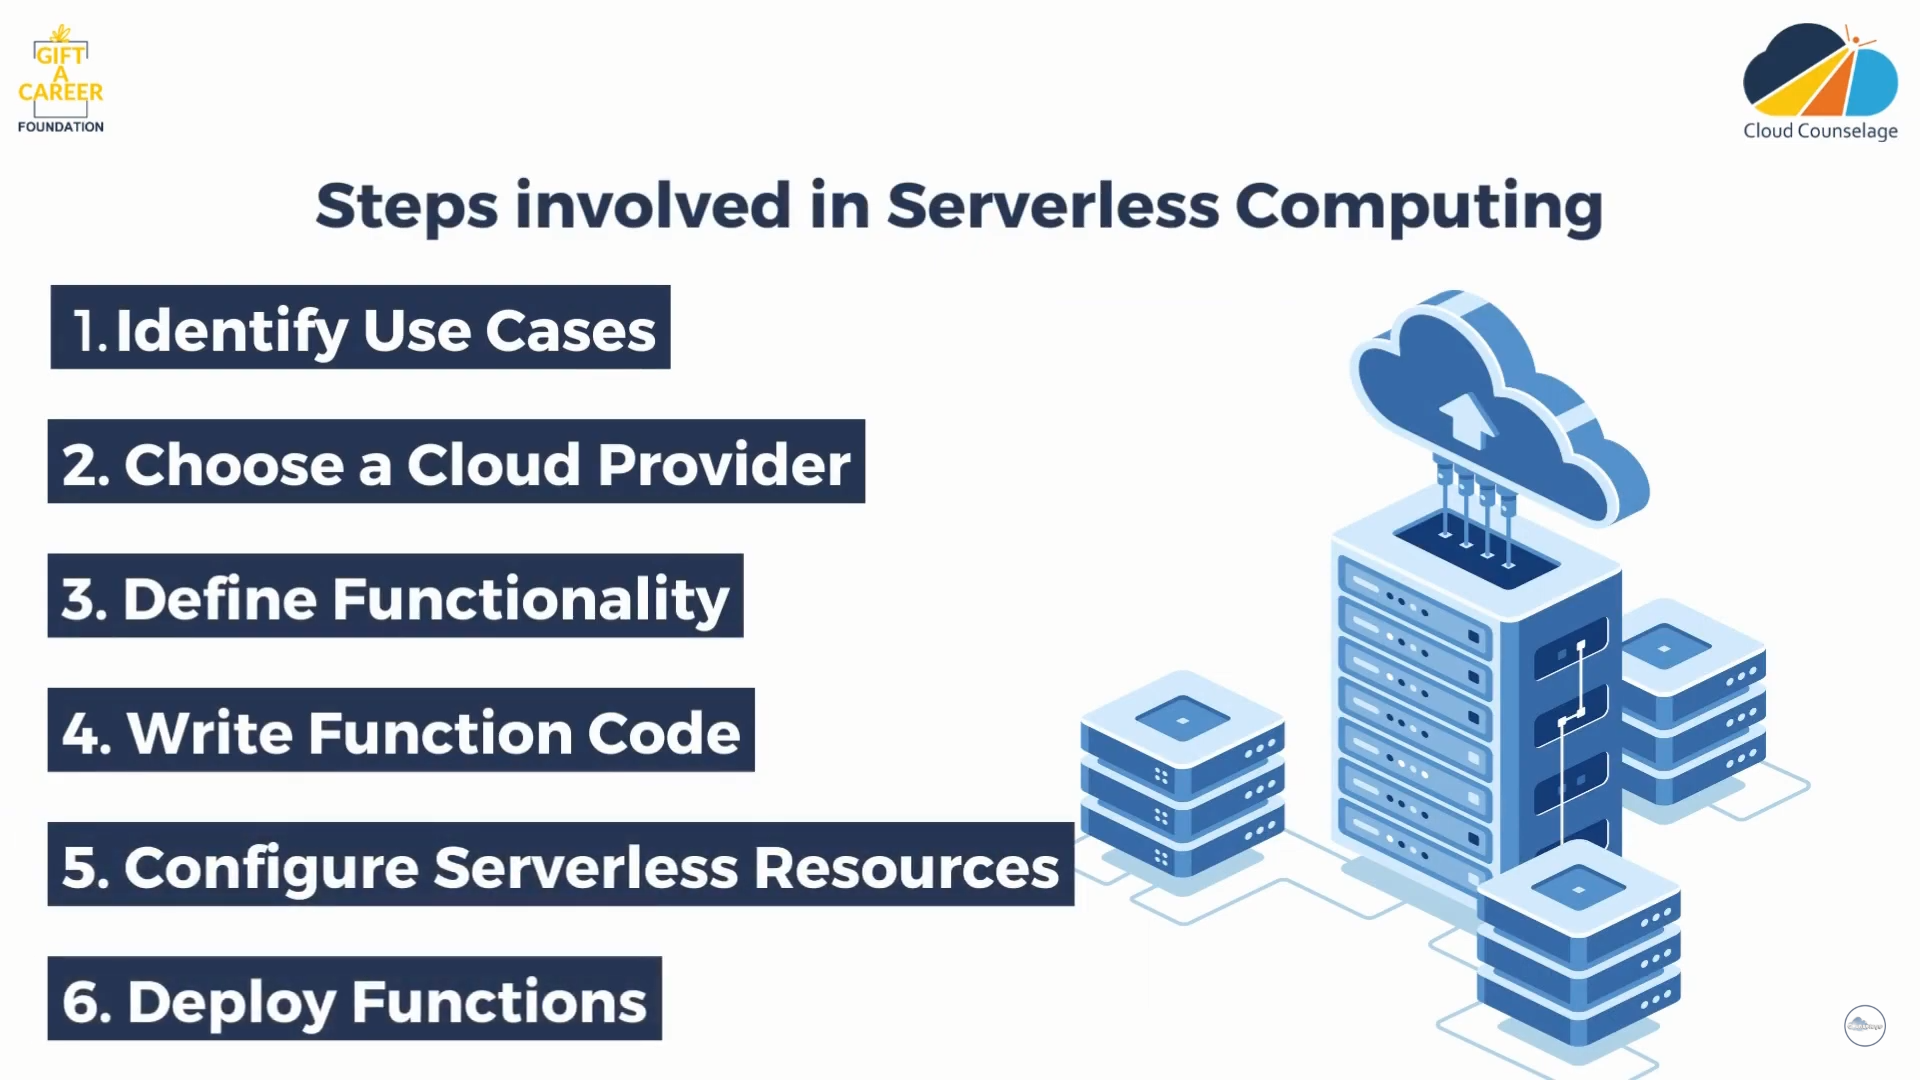 GIFT
A
CAREER
FOUNDATION
Cloud Counselage
Steps involved in Serverless Computing
1. Identify Use Cases
2. Choose a Cloud Provider
3. Define Functionality
4. Write Function Code
5. Configure Serverless Resources
6. Deploy Functions